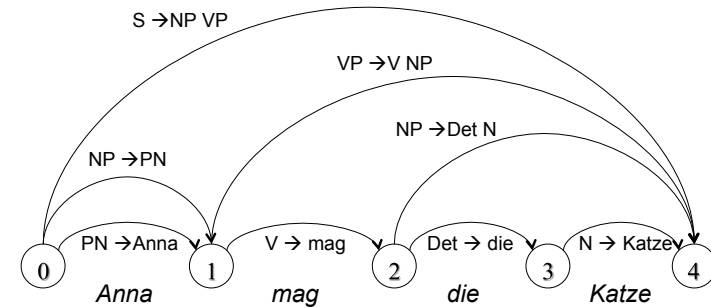 S →NP VP
VP →V NP
NP →Det N
NP →PN
PN →Anna
V → mag
Det → die
N → Katze
0
1
2
3
4
Anna
mag
die
Katze